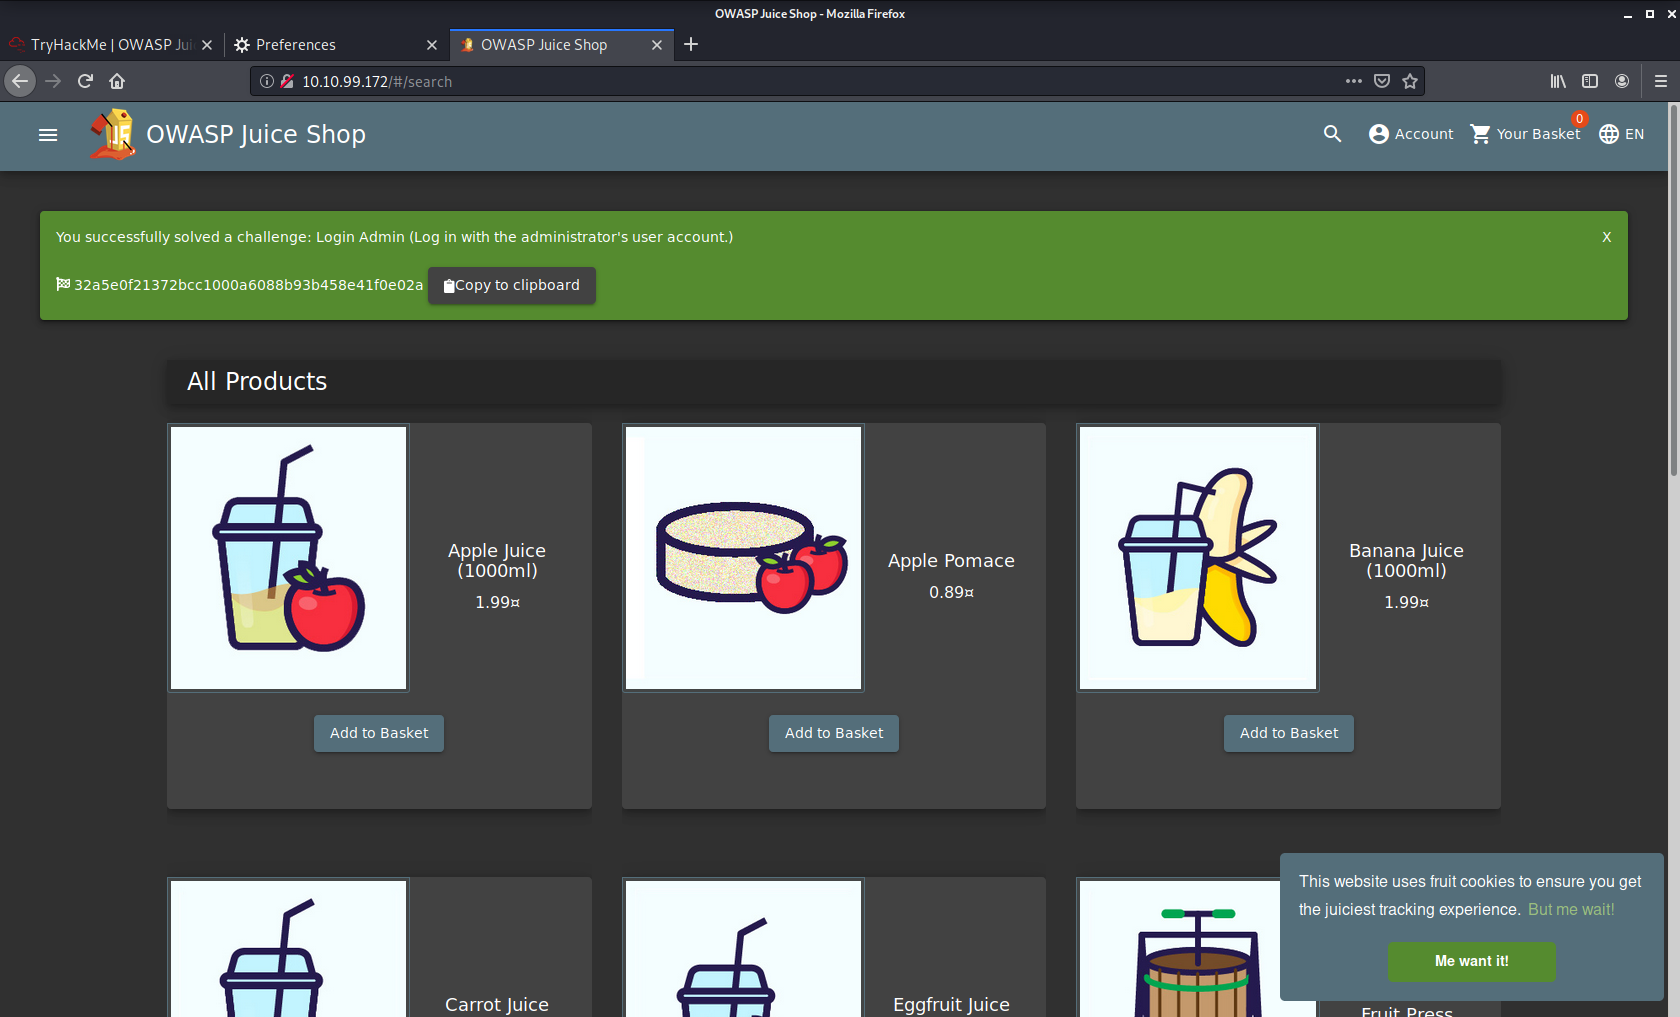 OWASP Juice Shop - Mozilla Firefox
TryHackMe | OWASP Jui
Preferences
OWASP Juice Shop
10.10.99.172/#/search
OWASP Juice Shop
Account
0
Your Basket
EN
You successfully solved a challenge: Login Admin (Log in with the administrator's user account.)
X
32a5e0f21372bcc1000a6088b93b458e41f0e02a
Copy to clipboard
All Products
Apple Juice
(1000ml)
1.99¤
Add to Basket
Apple Pomace
0.89¤
Add to Basket
Banana Juice
(1000ml)
1.99¤
Add to Basket
Carrot Juice
Eggfruit Juice
Fruit Press
This website uses fruit cookies to ensure you get
the juiciest tracking experience. But me wait!
Me want it!